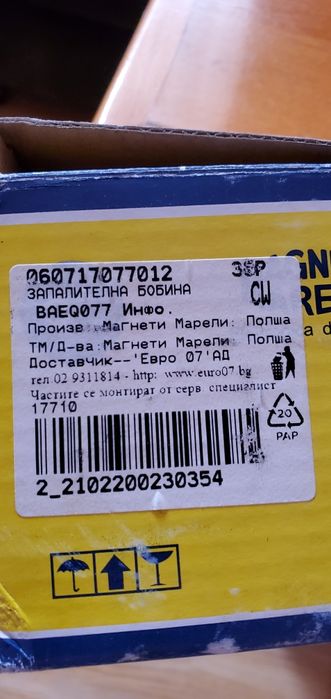 060717077012
ЗАПАЛИТЕЛНА БОБИНА
CW
BAEQ077 Инфо.
Произв Магнети Марели: Полша
ТМ/Д-ва:Магнети Марели: Полша
Доставчик--'Евро 07'АД
тел.02 9311814 - http: www.euro07.bg
Частите се монтират от серв. специалист
17710
2_2102200230354
20
PAP